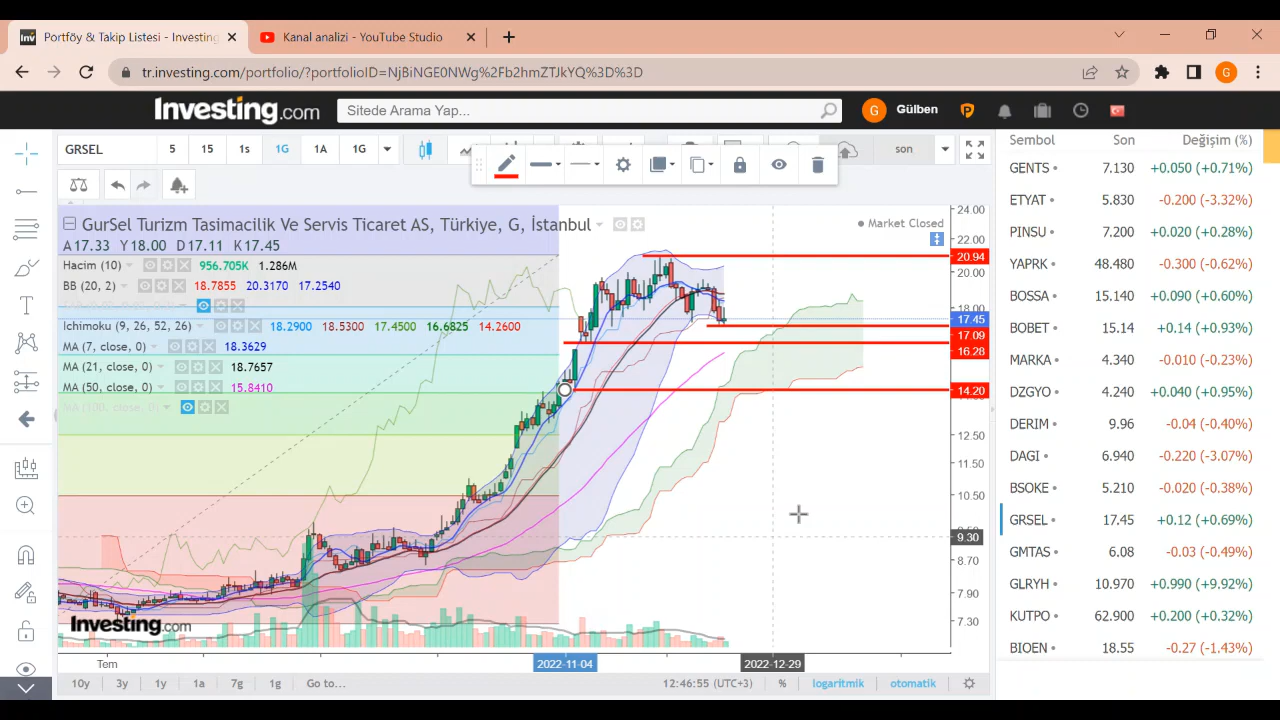 Portföy & Takip Listesi - Investing
Kanal analizi - YouTube Studio
tr.investing.com/portfolio/?portfolioID=NjBiNGE0NWg%2Fb2hmZTJkYQ%3D%3D
G
Investing.com
Sitede Arama Yap...
G Gülben
GRSEL 5 15 1s 1G 1A 1G son
GurSel Turizm Tasimacilik Ve Servis Ticaret AS, Türkiye, G, İstanbul
Market Closed
A17.33 Y18.00 D17.11 K17.45
Hacim (10) 956.705K 1.286M
BB (20, 2) 18.7855 20.3170 17.2540
Ichimoku (9, 26, 52, 26) 18.2900 18.5300 17.4500 16.6825 14.2600
MA (7, close, 0) 18.3629
MA (21, close, 0) 18.7657
MA (50, close, 0) 15.8410
MA (100, close, 0)
24.00
22.00
20.94
20.00
18.00
17.45
17.09
16.28
14.20
12.50
11.50
10.50
9.30
8.70
7.90
7.30
Investing.com
Tem 2022-11-04 2022-12-29
10y 3y 1y 1a 7g 1g Go to... 12:46:55 (UTC+3) % logaritmik otomatik
Sembol Son Değişim (%)
GENTS 7.130 +0.050 (+0.71%)
ETYAT 5.830 -0.200 (-3.32%)
PINSU 7.200 +0.020 (+0.28%)
YAPRK 48.480 -0.300 (-0.62%)
BOSSA 15.140 +0.090 (+0.60%)
BOBET 15.14 +0.14 (+0.93%)
MARKA 4.340 -0.010 (-0.23%)
DZGYO 4.240 +0.040 (+0.95%)
DERIM 9.96 -0.04 (-0.40%)
DAGI 6.940 -0.220 (-3.07%)
BSOKE 5.210 -0.020 (-0.38%)
GRSEL 17.45 +0.12 (+0.69%)
GMTAS 6.08 -0.03 (-0.49%)
GLRYH 10.970 +0.990 (+9.92%)
KUTPO 62.900 +0.200 (+0.32%)
BIOEN 18.55 -0.27 (-1.43%)